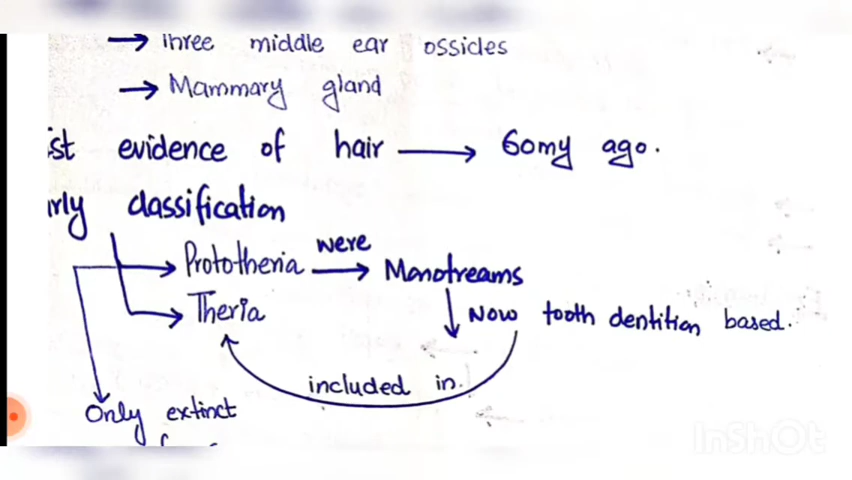 → Three middle ear ossicles
→ Mammary gland
ist evidence of hair → 60my ago.
rly classification
→ Prototheria were → Monotreams
→ Theria
↓ Now tooth dentition based.
included in.
Only extinct
InShOt